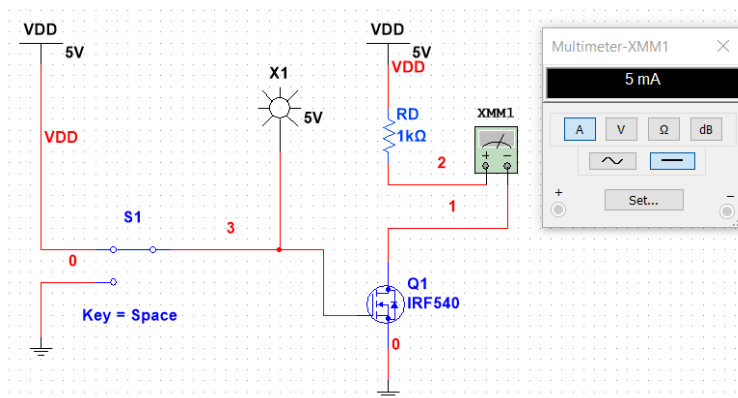 VDD
5V
VDD
S1
0
3
Key = Space
X1
5V
VDD
5V
VDD
RD
1kΩ
XMM1
+
−
2
1
Q1
IRF540
0
Multimeter-XMM1
5 mA
A V Ω dB
+ Set... −